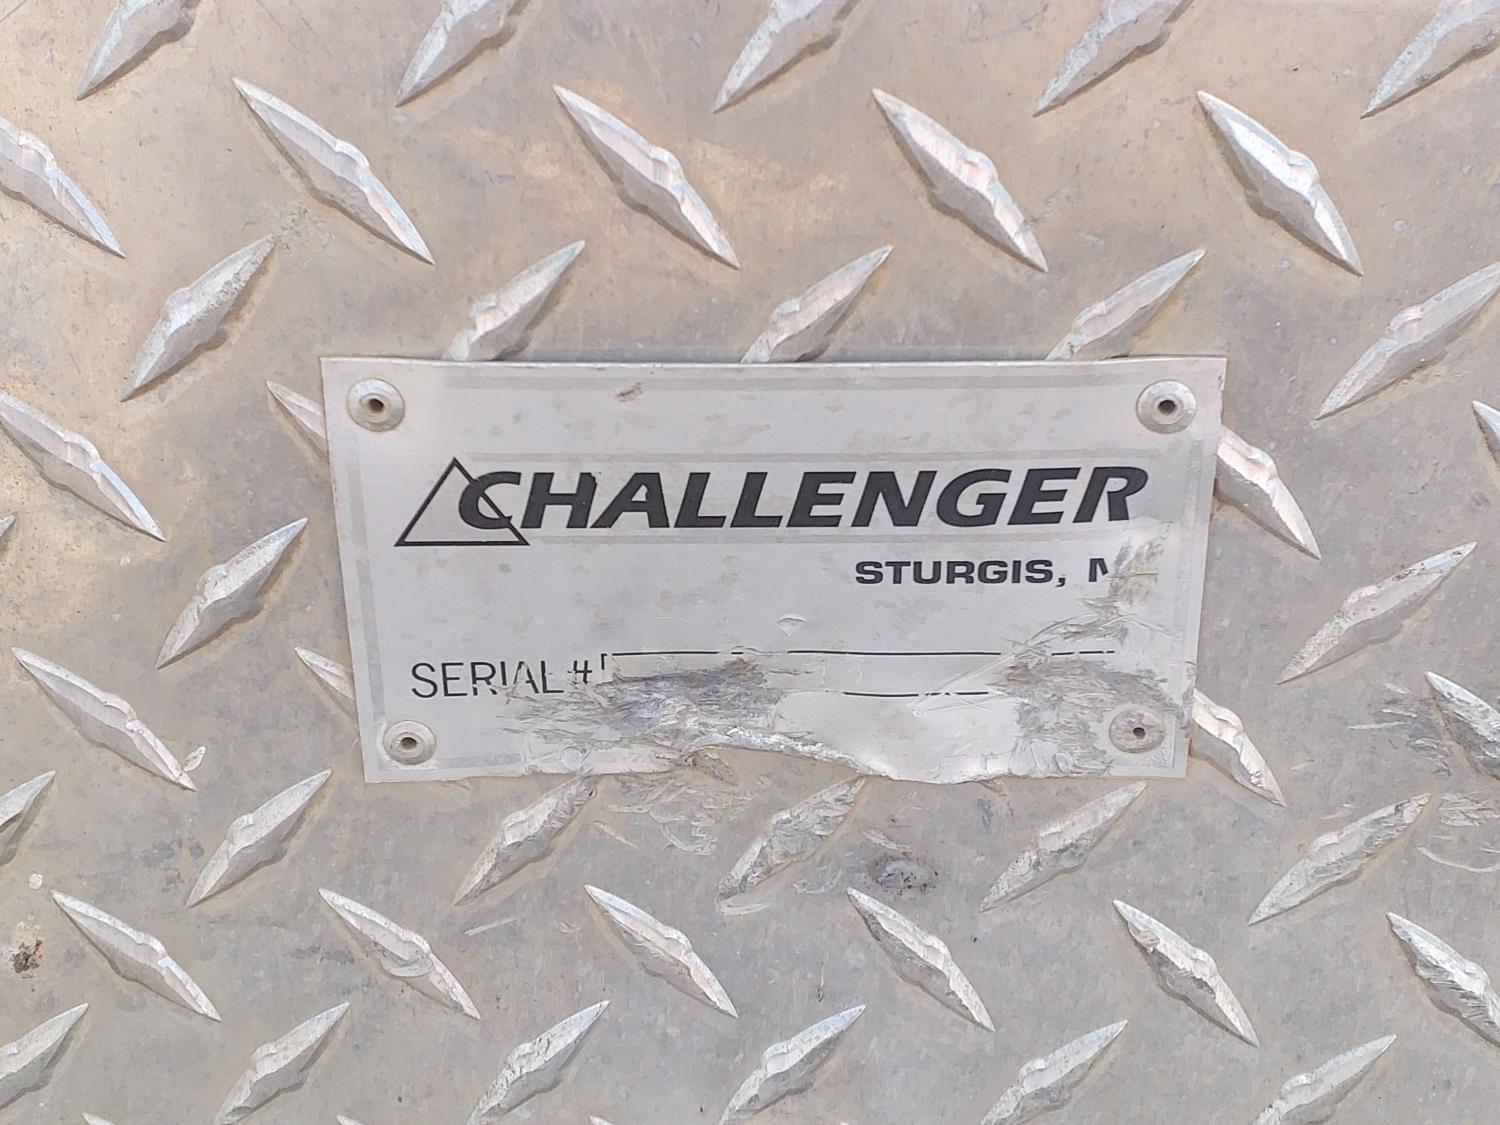 CHALLENGER
STURGIS,
SERIAL #